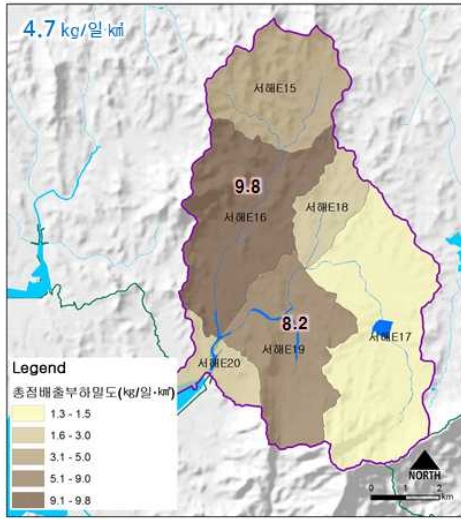 4.7 kg/일·㎢
서해E15
9.8
서해E16
서해E18
8.2
서해E17
서해E19
서해E20
Legend
총점배출부하밀도(kg/일·㎢)
1.3 - 1.5
1.6 - 3.0
3.1 - 5.0
5.1 - 9.0
9.1 - 9.8
NORTH
0 1 2
km